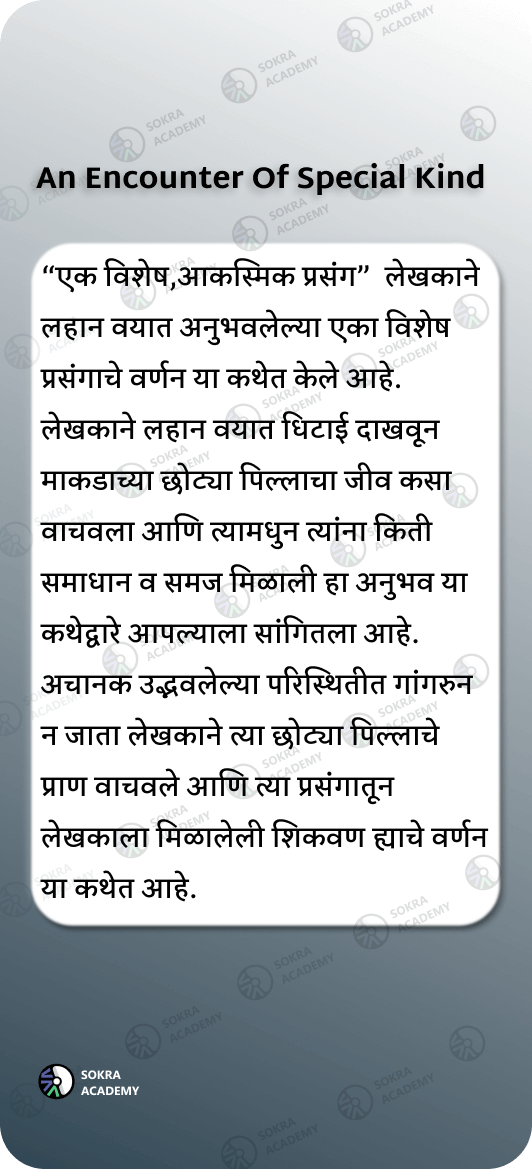 An Encounter Of Special Kind
“एक विशेष,आकस्मिक प्रसंग” लेखकाने
लहान वयात अनुभवलेल्या एका विशेष
प्रसंगाचे वर्णन या कथेत केले आहे.
लेखकाने लहान वयात धिटाई दाखवून
माकडाच्या छोट्या पिल्लाचा जीव कसा
वाचवला आणि त्यामधुन त्यांना किती
समाधान व समज मिळाली हा अनुभव या
कथेद्वारे आपल्याला सांगितला आहे.
अचानक उद्भवलेल्या परिस्थितीत गांगरुन
न जाता लेखकाने त्या छोट्या पिल्लाचे
प्राण वाचवले आणि त्या प्रसंगातून
लेखकाला मिळालेली शिकवण ह्याचे वर्णन
या कथेत आहे.
SOKRA
ACADEMY